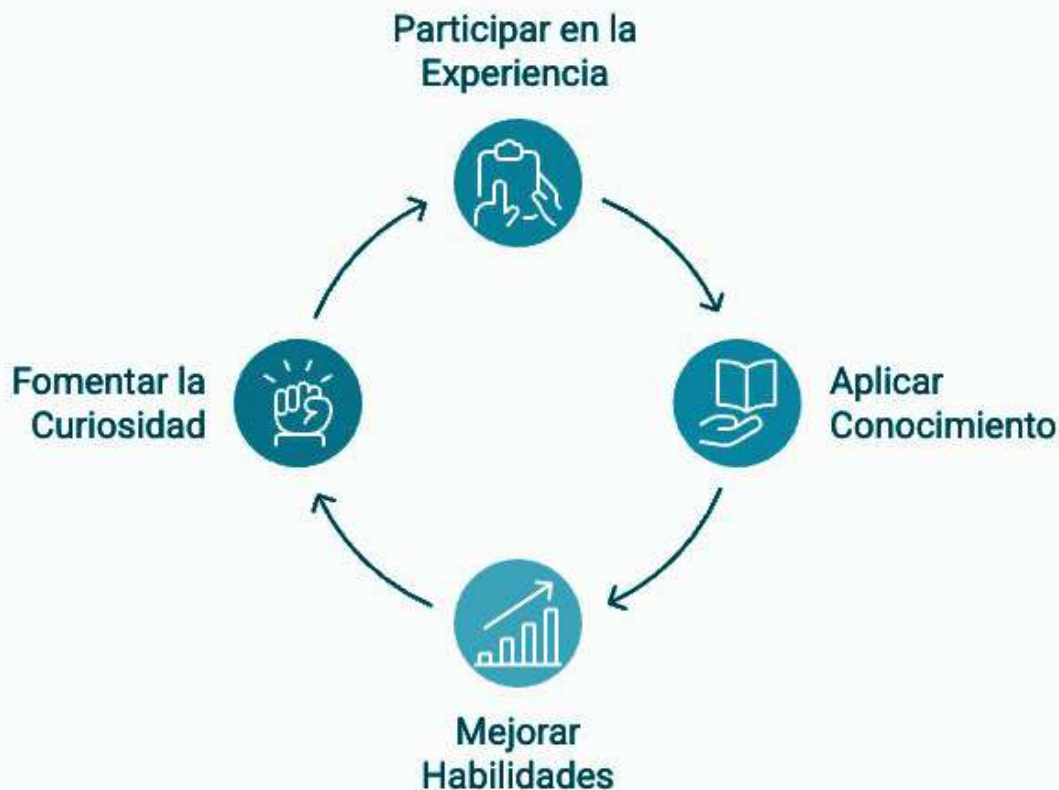 Participar en la
Experiencia
Fomentar la
Curiosidad
Aplicar
Conocimiento
Mejorar
Habilidades